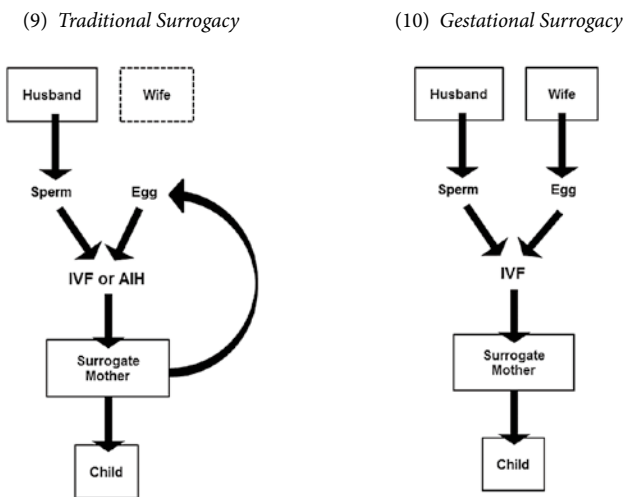 (9) Traditional Surrogacy
Husband
Wife
Sperm
Egg
IVF or AIH
Surrogate
Mother
Child
(10) Gestational Surrogacy
Husband
Wife
Sperm
Egg
IVF
Surrogate
Mother
Child